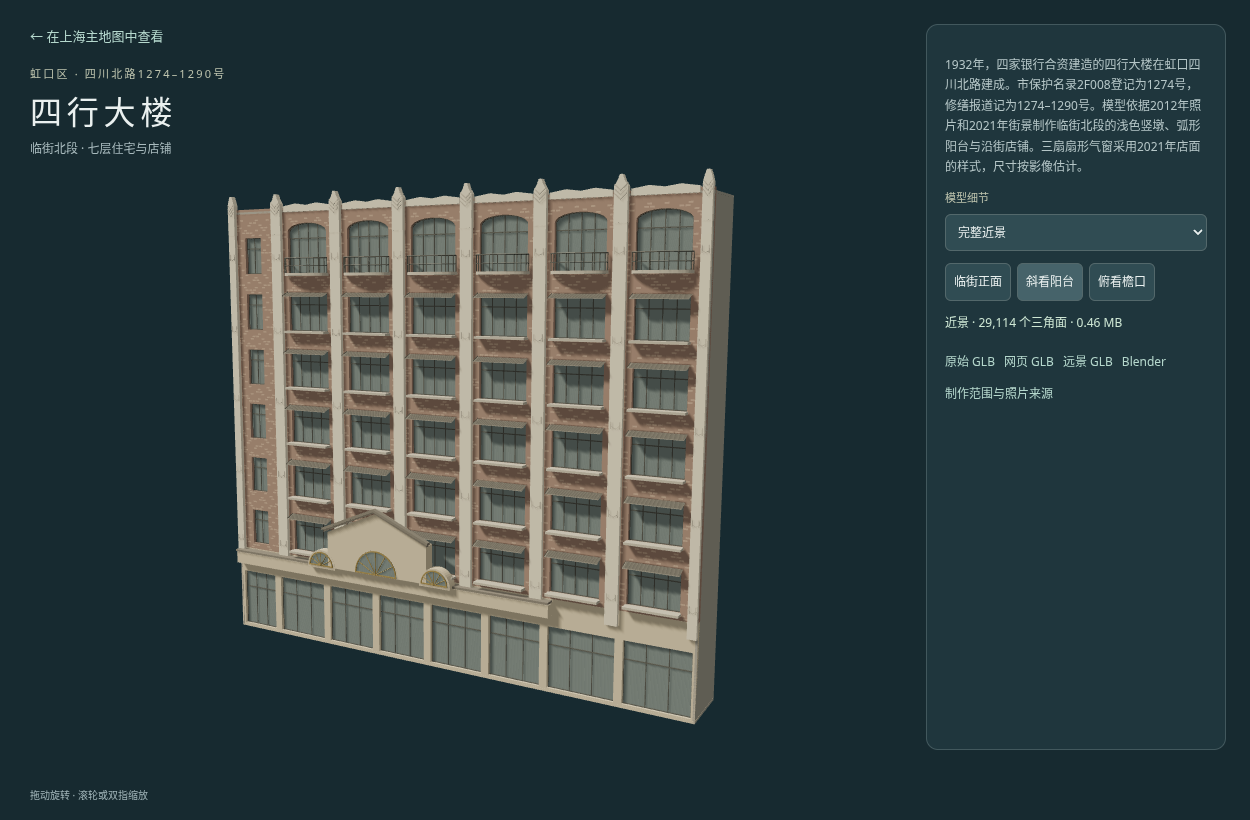 ← 在上海主地图中查看
虹口区 · 四川北路1274–1290号
四行大楼
临街北段 · 七层住宅与店铺
1932年，四家银行合资建造的四行大楼在虹口四
川北路建成。市保护名录2F008登记为1274号，
修缮报道记为1274–1290号。模型依据2012年照
片和2021年街景制作临街北段的浅色竖墩、弧形
阳台与沿街店铺。三扇扇形气窗采用2021年店面
的样式，尺寸按影像估计。
模型细节
完整近景
临街正面 斜看阳台 俯看檐口
近景 · 29,114 个三角面 · 0.46 MB
原始 GLB 网页 GLB 远景 GLB Blender
制作范围与照片来源
拖动旋转 · 滚轮或双指缩放